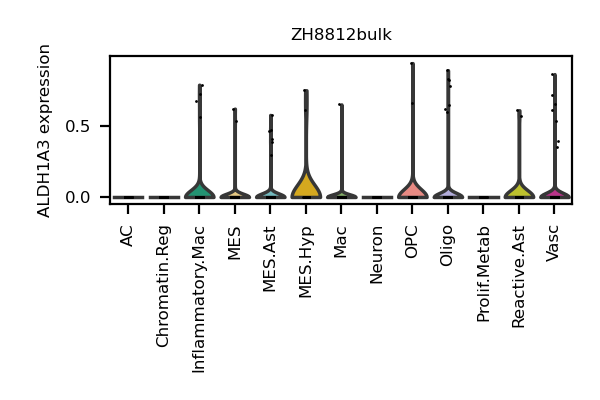 ZH8812bulk
ALDH1A3 expression
0.5
0.0
AC
Chromatin.Reg
Inflammatory.Mac
MES
MES.Ast
MES.Hyp
Mac
Neuron
OPC
Oligo
Prolif.Metab
Reactive.Ast
Vasc